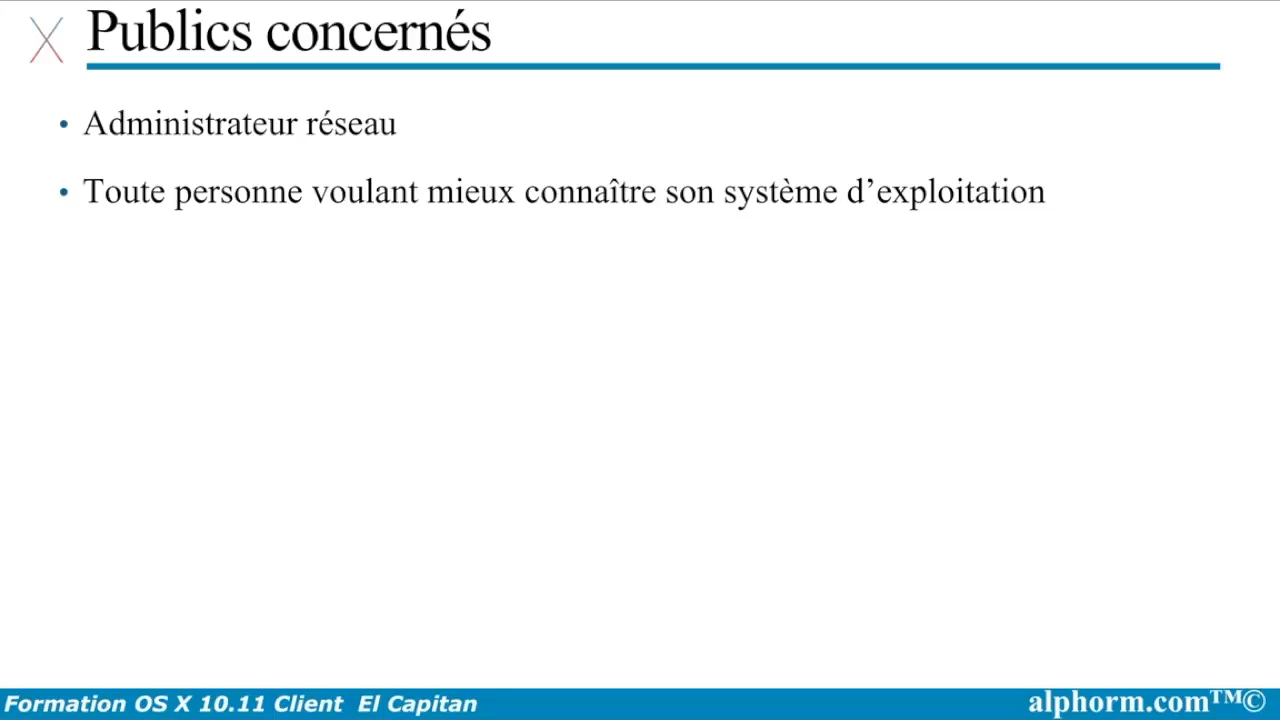 Publics concernés
• Administrateur réseau
• Toute personne voulant mieux connaître son système d’exploitation
Formation OS X 10.11 Client  El Capitan
alphorm.com™©